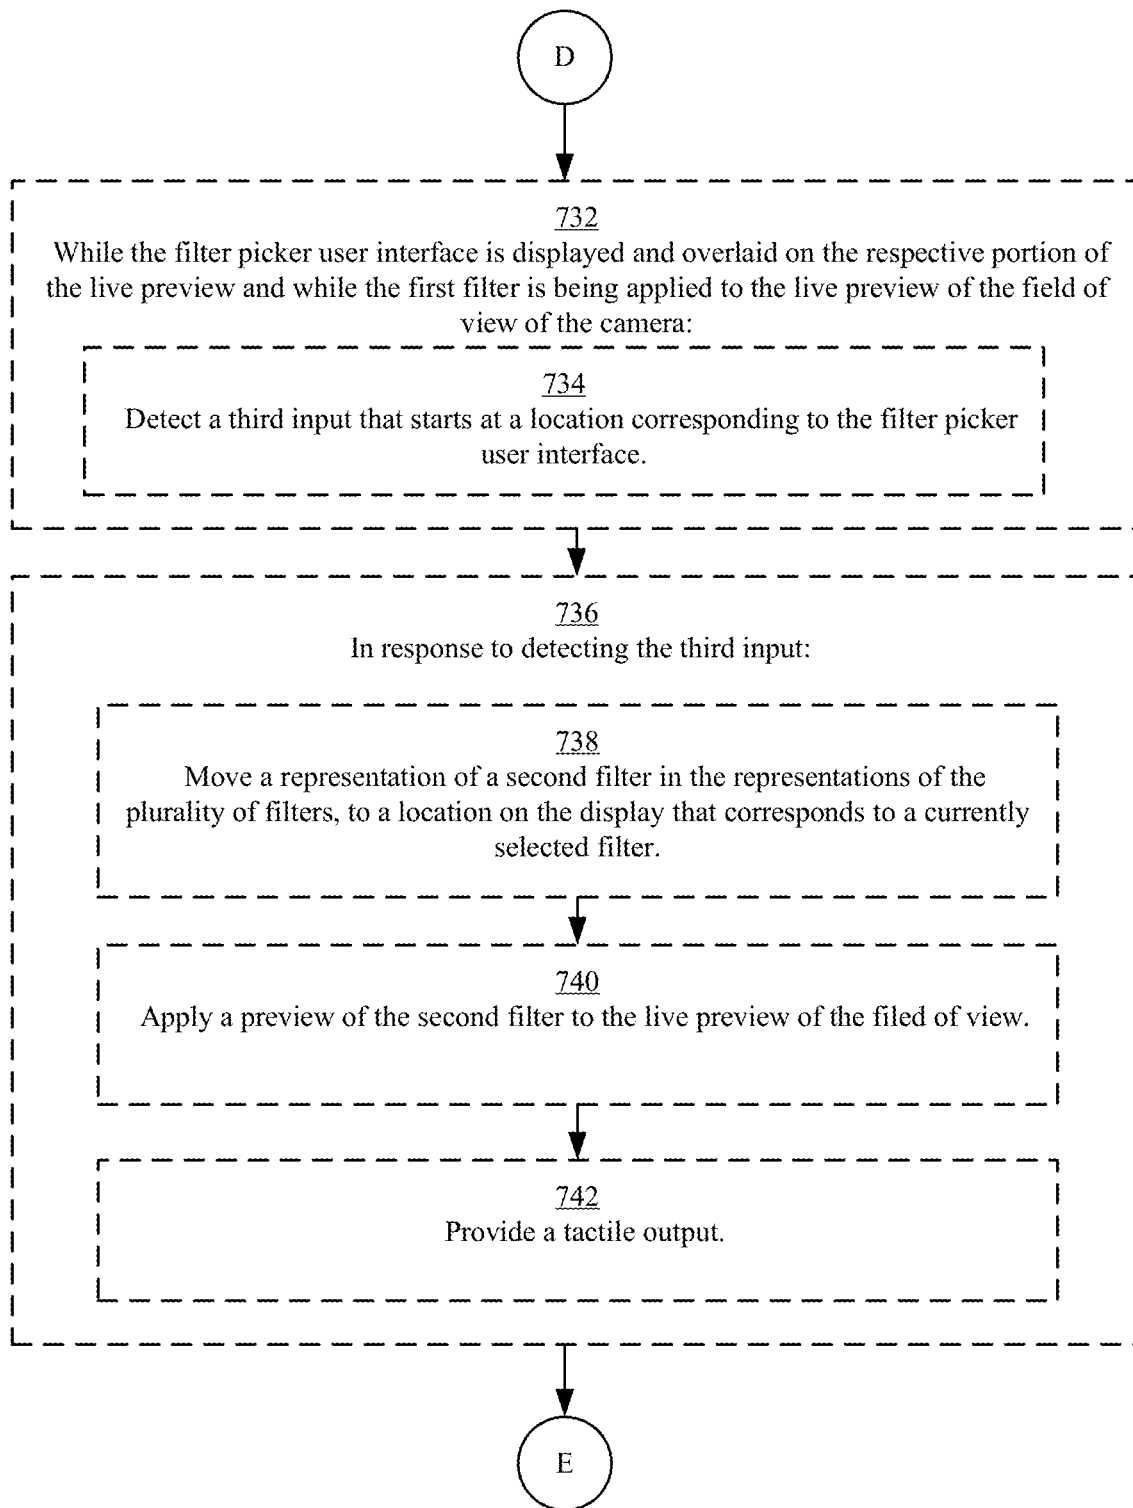 D
732
While the filter picker user interface is displayed and overlaid on the respective portion of
the live preview and while the first filter is being applied to the live preview of the field of
view of the camera:
734
Detect a third input that starts at a location corresponding to the filter picker
user interface.
736
In response to detecting the third input:
738
Move a representation of a second filter in the representations of the
plurality of filters, to a location on the display that corresponds to a currently
selected filter.
740
Apply a preview of the second filter to the live preview of the filed of view.
742
Provide a tactile output.
E